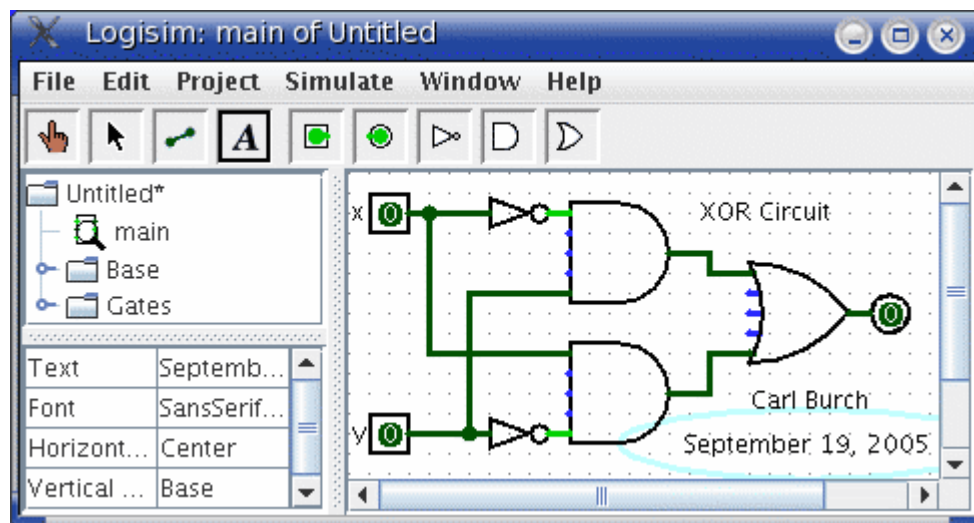 Logisim: main of Untitled
File Edit Project Simulate Window Help
A
Untitled*
main
Base
Gates
Text Septemb...
Font SansSerif...
Horizont... Center
Vertical ... Base
x 0
XOR Circuit
0
y 0
Carl Burch
September 19, 2005